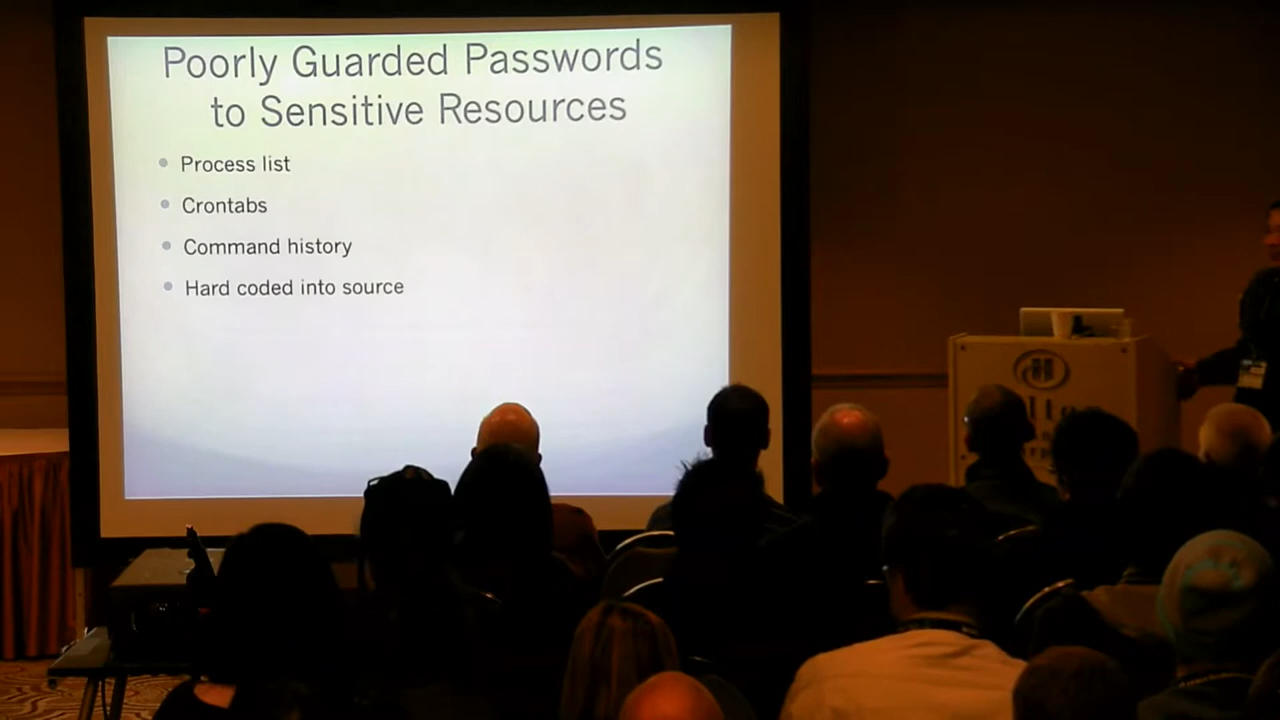 Poorly Guarded Passwords
to Sensitive Resources
Process list
Crontabs
Command history
Hard coded into source